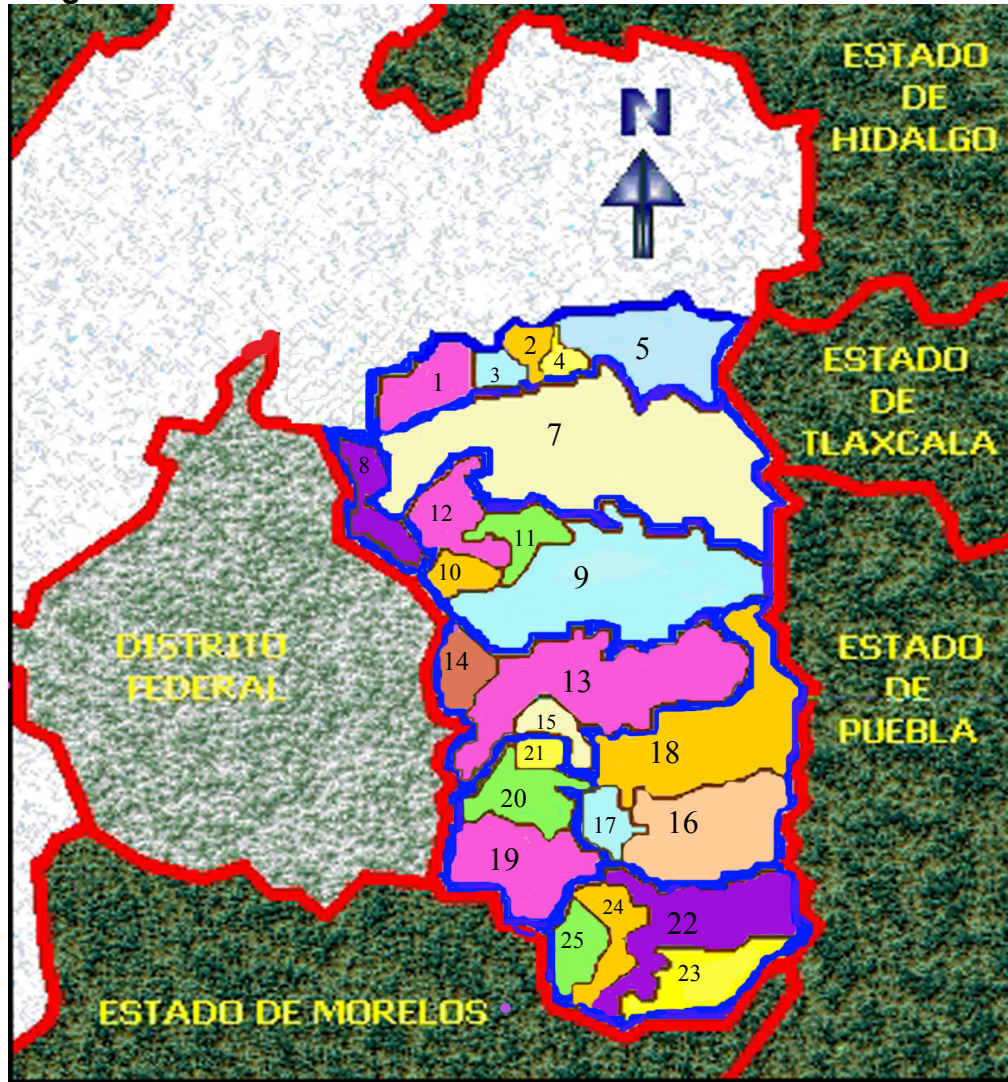 N
ESTADO
DE
HIDALGO
ESTADO
DE
TLAXCALA
ESTADO
DE
PUEBLA
DISTRITO
FEDERAL
ESTADO DE MORELOS
1
2
3
4
5
7
8
12
11
10
9
14
13
15
21
18
20
17
16
19
24
22
25
23